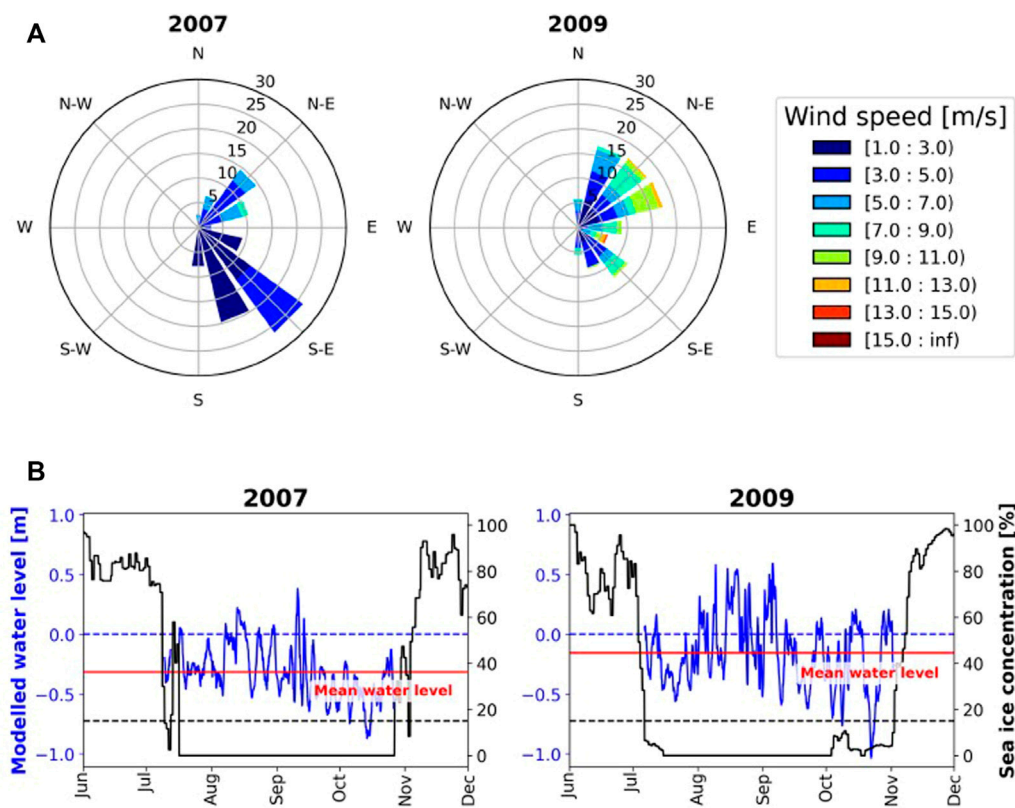 A
2007
2009
N
N-E
E
S-E
S
S-W
W
N-W
5
10
15
20
25
30
N
N-E
E
S-E
S
S-W
W
N-W
5
10
15
20
25
30
Wind speed [m/s]
[1.0 : 3.0)
[3.0 : 5.0)
[5.0 : 7.0)
[7.0 : 9.0)
[9.0 : 11.0)
[11.0 : 13.0)
[13.0 : 15.0)
[15.0 : inf)
B
2007
Modelled water level [m]
1.0
0.5
0.0
−0.5
−1.0
100
80
60
40
20
0
Mean water level
Jun
Jul
Aug
Sep
Oct
Nov
Dec
2009
1.0
0.5
0.0
−0.5
−1.0
100
80
60
40
20
0
Sea ice concentration [%]
Mean water level
Jun
Jul
Aug
Sep
Oct
Nov
Dec